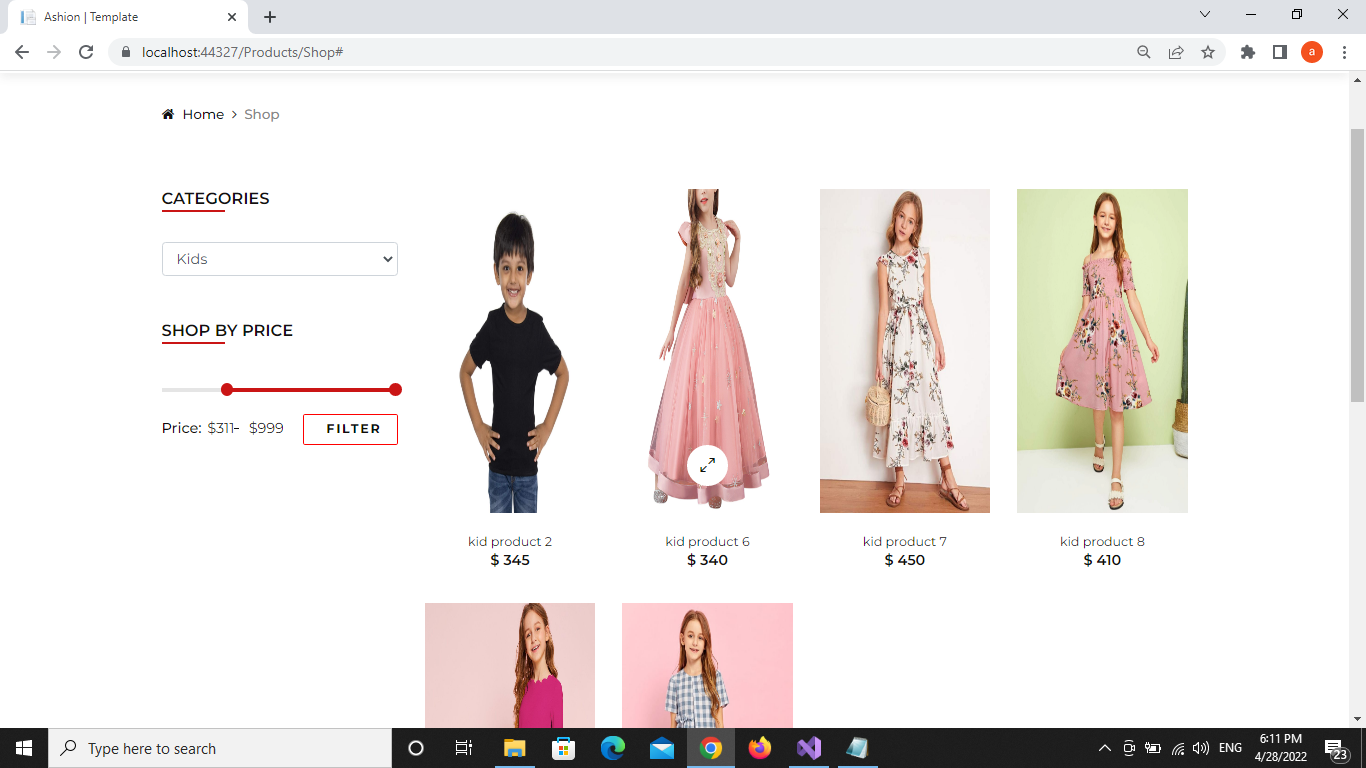 Ashion | Template
localhost:44327/Products/Shop#
a
Home > Shop
CATEGORIES
Kids
SHOP BY PRICE
Price: $311- $999
FILTER
kid product 2
$ 345
kid product 6
$ 340
kid product 7
$ 450
kid product 8
$ 410
Type here to search
ENG
6:11 PM
4/28/2022
23